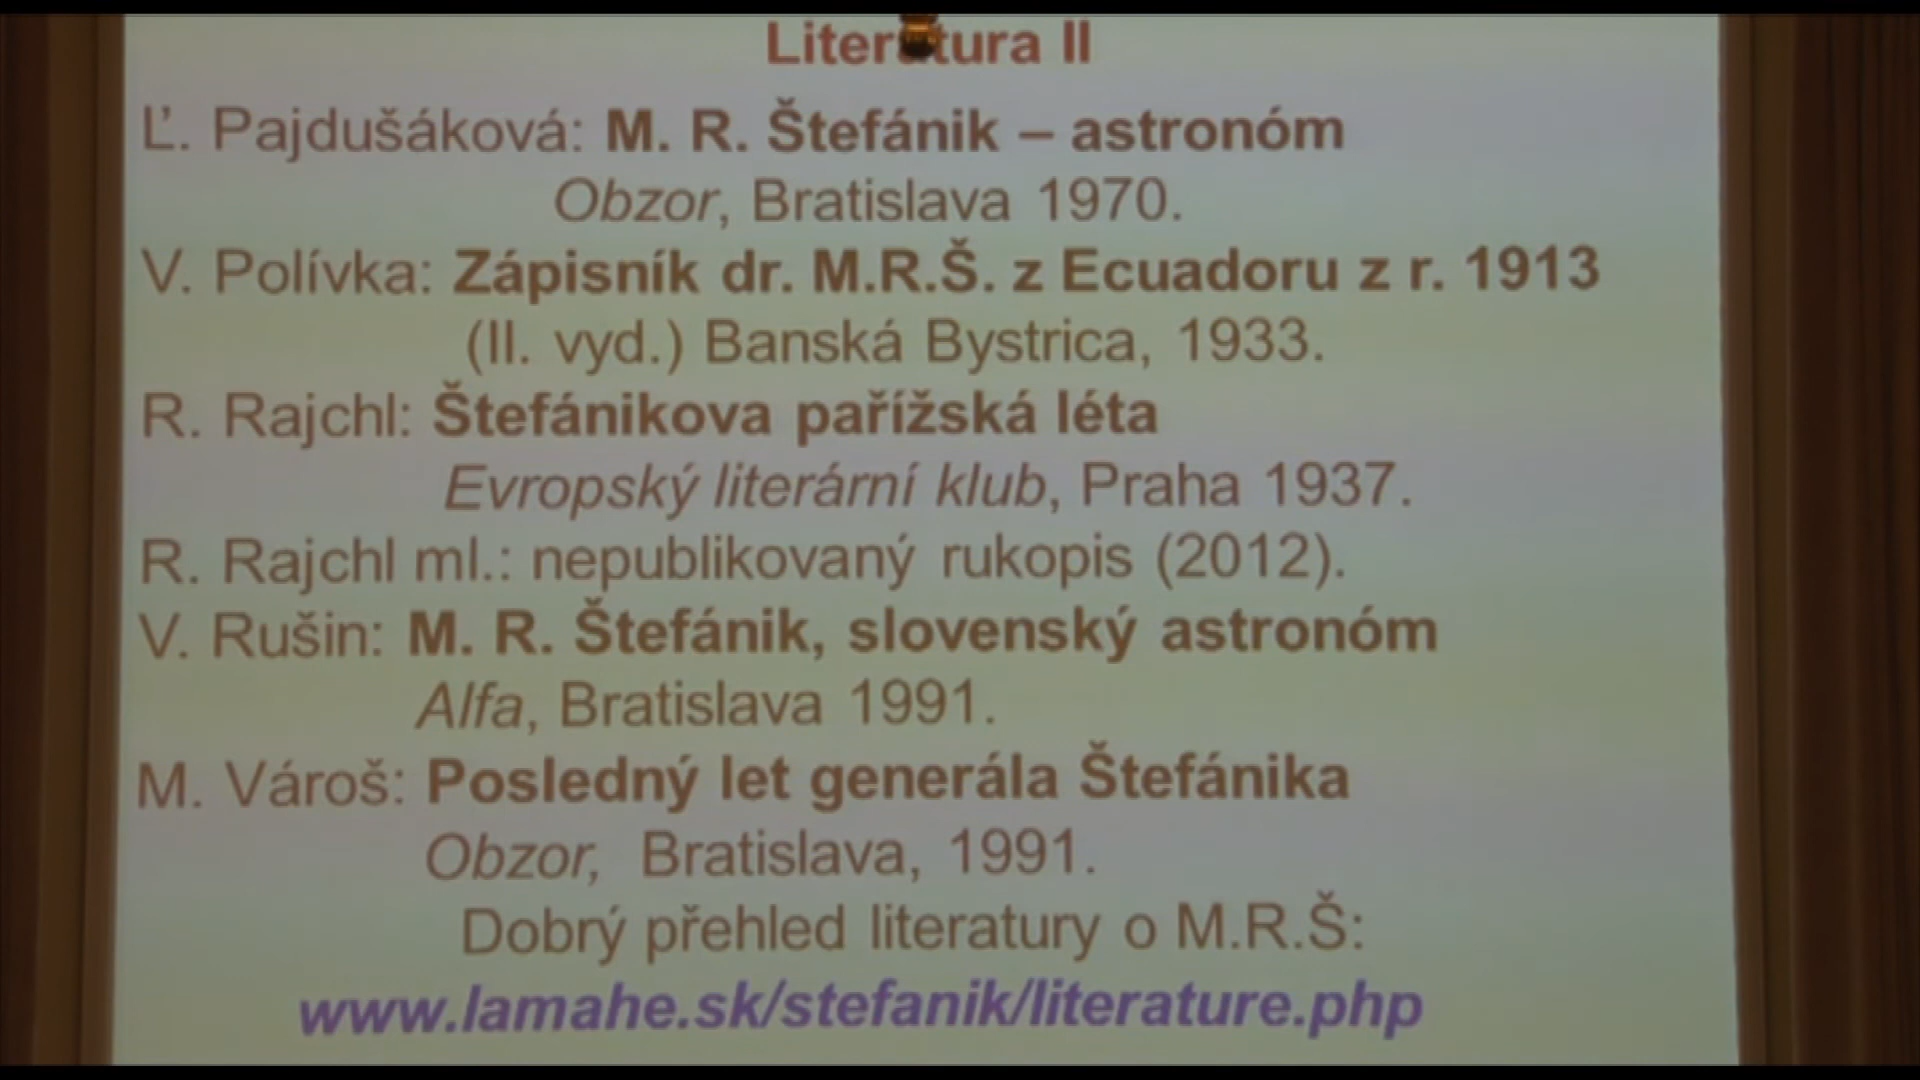 Literatura II
Ľ. Pajdušáková: M. R. Štefánik – astronóm
Obzor, Bratislava 1970.
V. Polívka: Zápisník dr. M.R.Š. z Ecuadoru z r. 1913
(II. vyd.) Banská Bystrica, 1933.
R. Rajchl: Štefánikova pařížská léta
Evropský literární klub, Praha 1937.
R. Rajchl ml.: nepublikovaný rukopis (2012).
V. Rušin: M. R. Štefánik, slovenský astronóm
Alfa, Bratislava 1991.
M. Vároš: Posledný let generála Štefánika
Obzor, Bratislava, 1991.
Dobrý přehled literatury o M.R.Š:
www.lamahe.sk/stefanik/literature.php